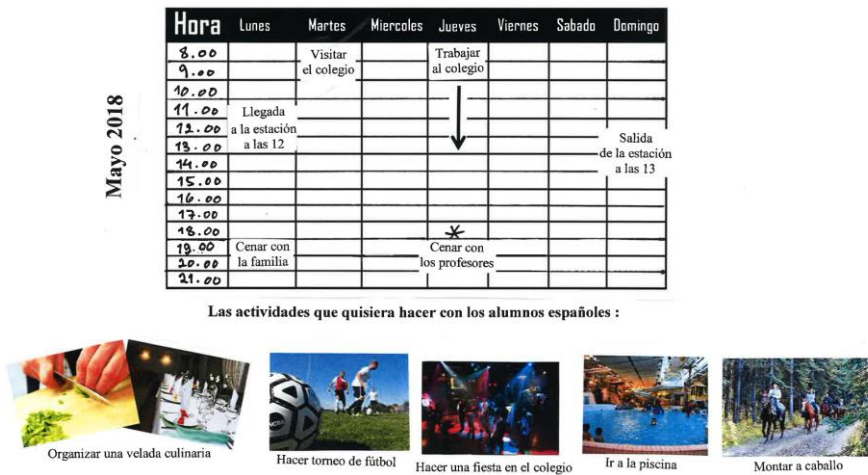 Mayo 2018
Hora Lunes Martes Miercoles Jueves Viernes Sabado Domingo
8.00
9.00
10.00
11.00
12.00
13.00
14.00
15.00
16.00
17.00
18.00
19.00
20.00
21.00
Llegada
a la estación
a las 12
Cenar con
la familia
Visitar
el colegio
Trabajar
al colegio
Cenar con
los profesores
Salida
de la estación
a las 13
Las actividades que quisiera hacer con los alumnos españoles :
Organizar una velada culinaria
Hacer torneo de fútbol
Hacer una fiesta en el colegio
Ir a la piscina
Montar a caballo